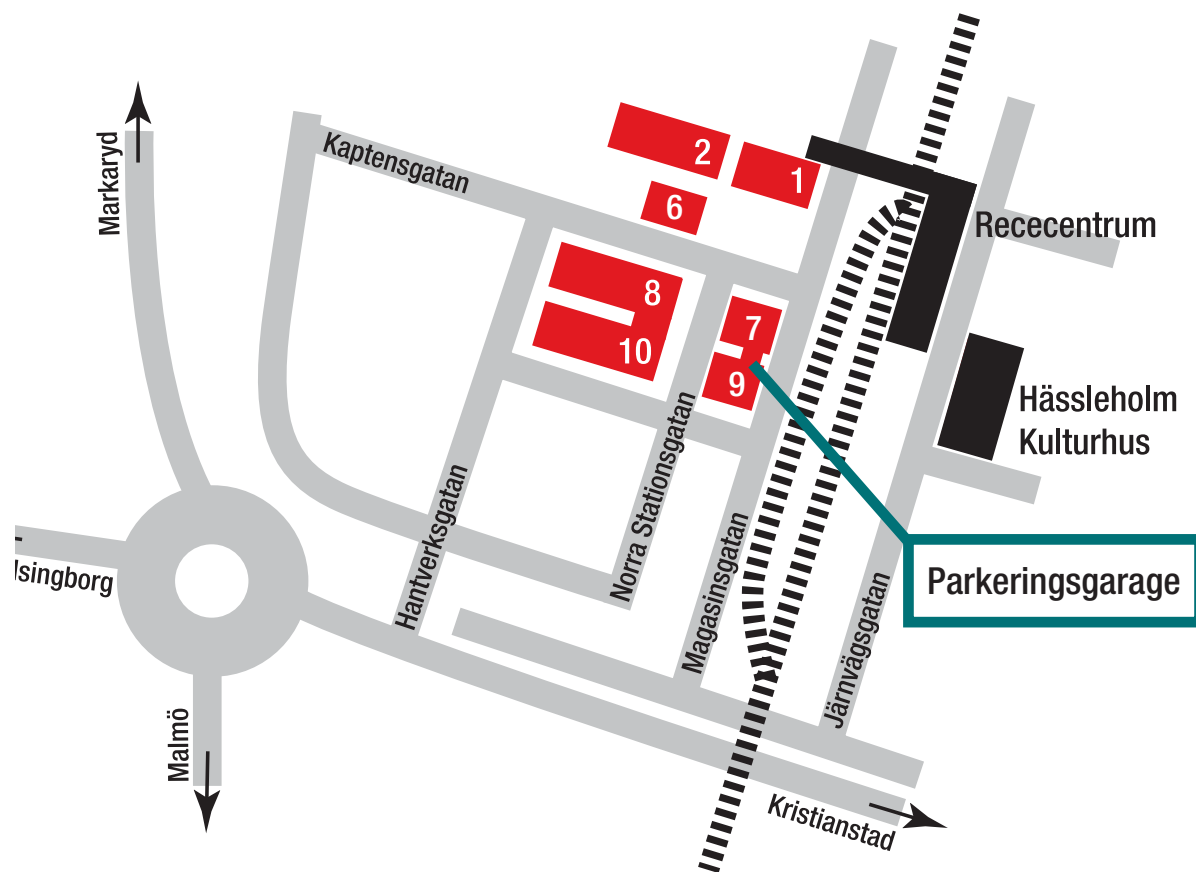 Markaryd
Kaptensgatan
2
1
6
Rececentrum
8
10
7
9
Hässleholm
Kulturhus
lsingborg
Hantverksgatan
Norra Stationsgatan
Magasinsgatan
Järnvägsgatan
Parkeringsgarage
Malmö
Kristianstad